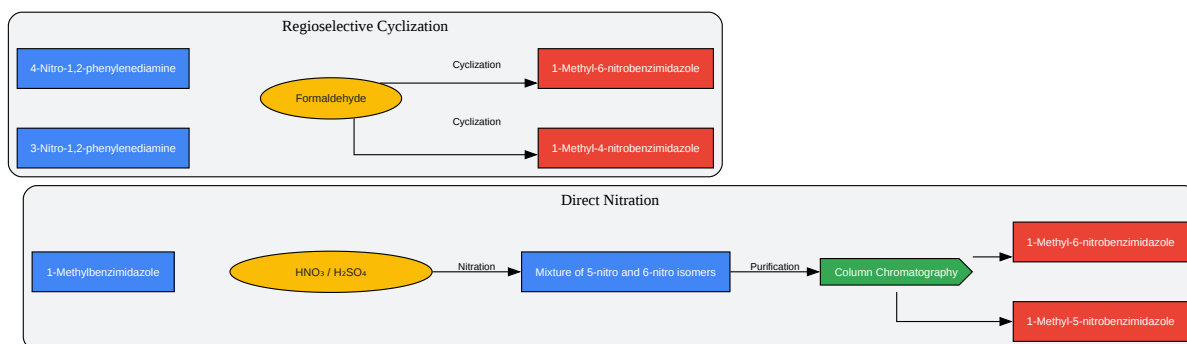 Regioselective Cyclization
4-Nitro-1,2-phenylenediamine
Cyclization
1-Methyl-6-nitrobenzimidazole
Formaldehyde
3-Nitro-1,2-phenylenediamine
Cyclization
1-Methyl-4-nitrobenzimidazole
Direct Nitration
1-Methylbenzimidazole
HNO₃ / H₂SO₄
Nitration
Mixture of 5-nitro and 6-nitro isomers
Purification
Column Chromatography
1-Methyl-6-nitrobenzimidazole
1-Methyl-5-nitrobenzimidazole